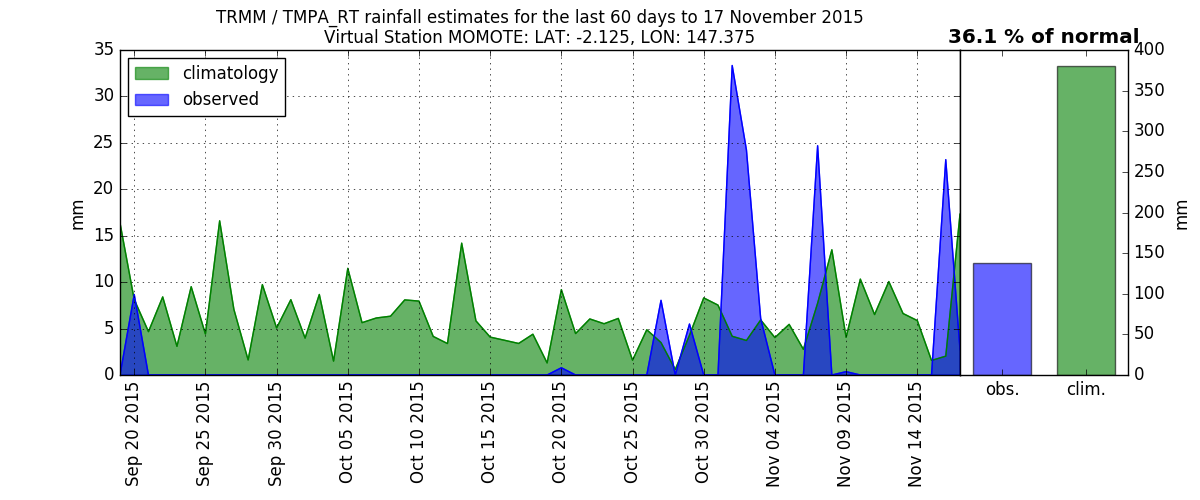 TRMM / TMPA_RT rainfall estimates for the last 60 days to 17 November 2015
Virtual Station MOMOTE: LAT: -2.125, LON: 147.375
36.1 % of normal
climatology
observed
mm
35
30
25
20
15
10
5
0
Sep 20 2015
Sep 25 2015
Sep 30 2015
Oct 05 2015
Oct 10 2015
Oct 15 2015
Oct 20 2015
Oct 25 2015
Oct 30 2015
Nov 04 2015
Nov 09 2015
Nov 14 2015
400
350
300
250
200
150
100
50
0
mm
obs.
clim.